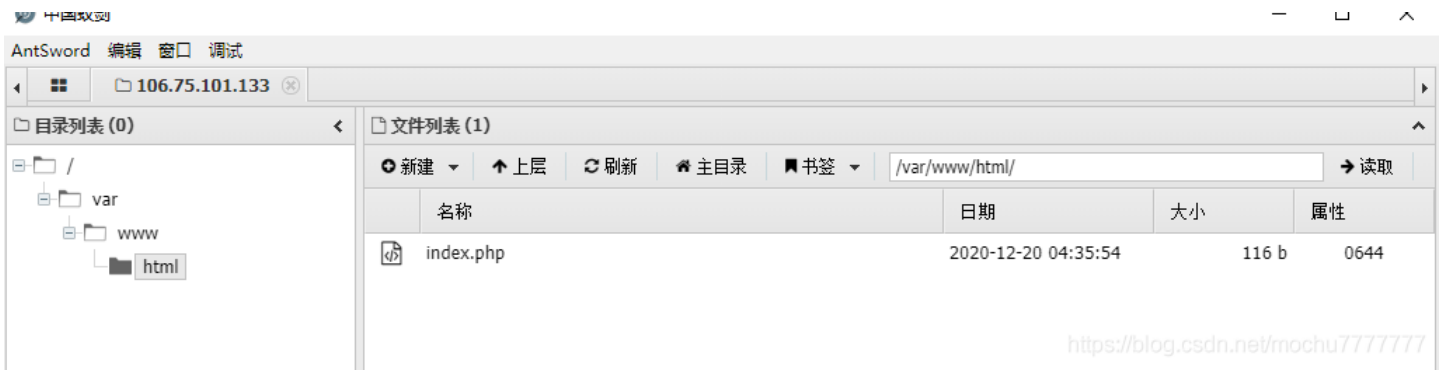 中国蚁剑
AntSword 编辑 窗口 调试
106.75.101.133
目录列表 (0)
文件列表 (1)
新建 上层 刷新 主目录 书签 /var/www/html/ 读取
/
var
www
html
名称 日期 大小 属性
index.php 2020-12-20 04:35:54 116 b 0644
https://blog.csdn.net/mochu7777777